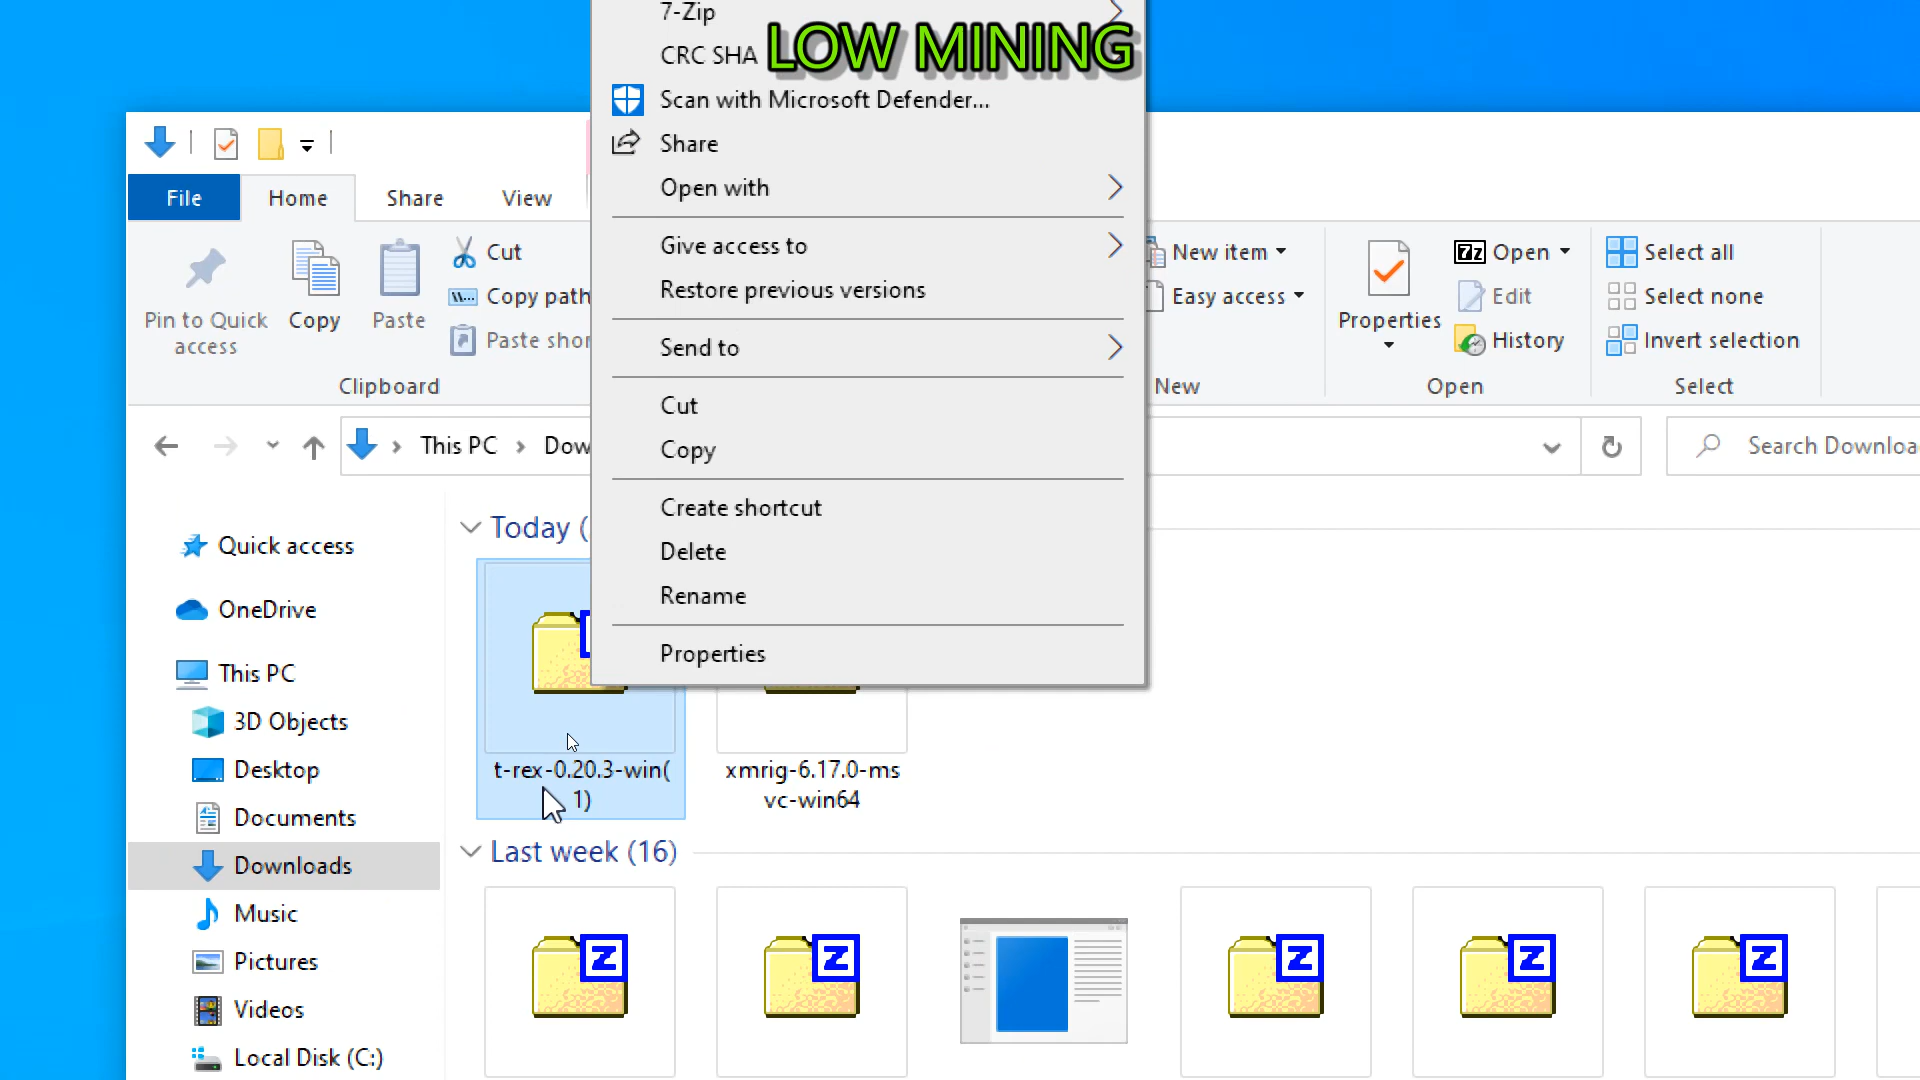 7-Zip
CRC SHA
LOW MINING
Scan with Microsoft Defender...
Share
Open with
File
Home
Share
View
Give access to
Restore previous versions
Send to
Cut
Copy
Create shortcut
Delete
Rename
Properties
Pin to Quick access
Copy
Paste
Cut
Copy path
Paste shor
Clipboard
New item
Easy access
New
Properties
Open
Edit
History
Open
Select all
Select none
Invert selection
Select
This PC
Dow
Search Downloa
Quick access
OneDrive
This PC
3D Objects
Desktop
Documents
Downloads
Music
Pictures
Videos
Local Disk (C:)
Today (
t-rex-0.20.3-win(
1)
xmrig-6.17.0-ms
vc-win64
Last week (16)
Z
Z
Z
Z
Z